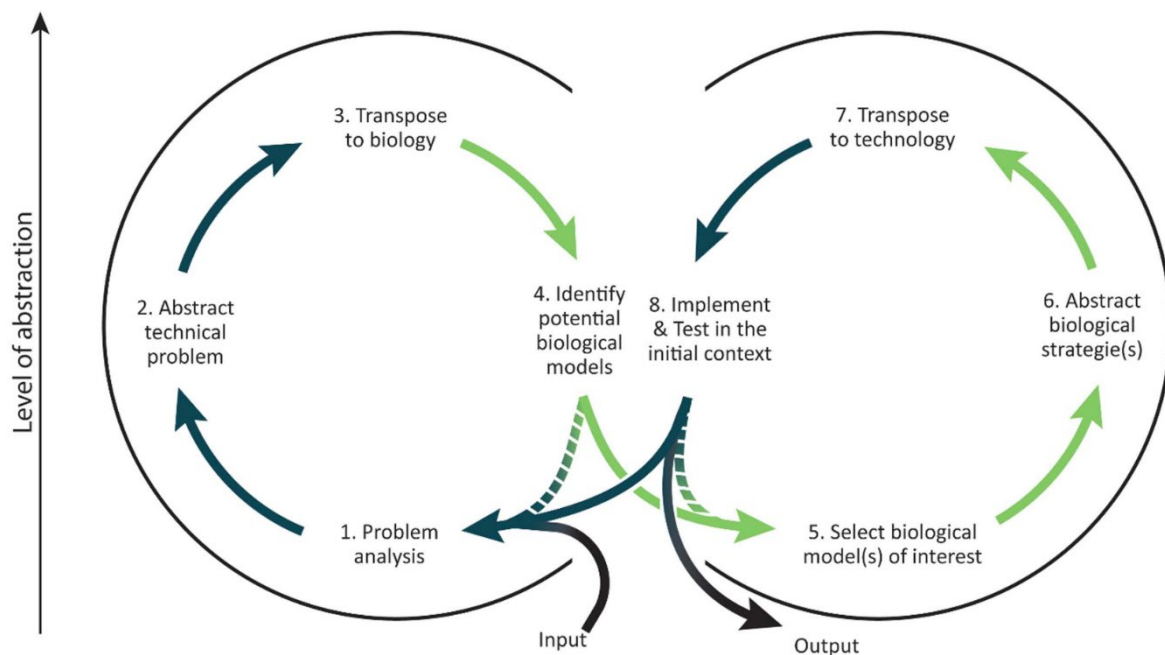 Level of abstraction
3. Transpose
to biology
7. Transpose
to technology
2. Abstract
technical
problem
4. Identify
potential
biological
models
8. Implement
& Test in the
initial context
6. Abstract
biological
strategie(s)
1. Problem
analysis
5. Select biological
model(s) of interest
Input
Output